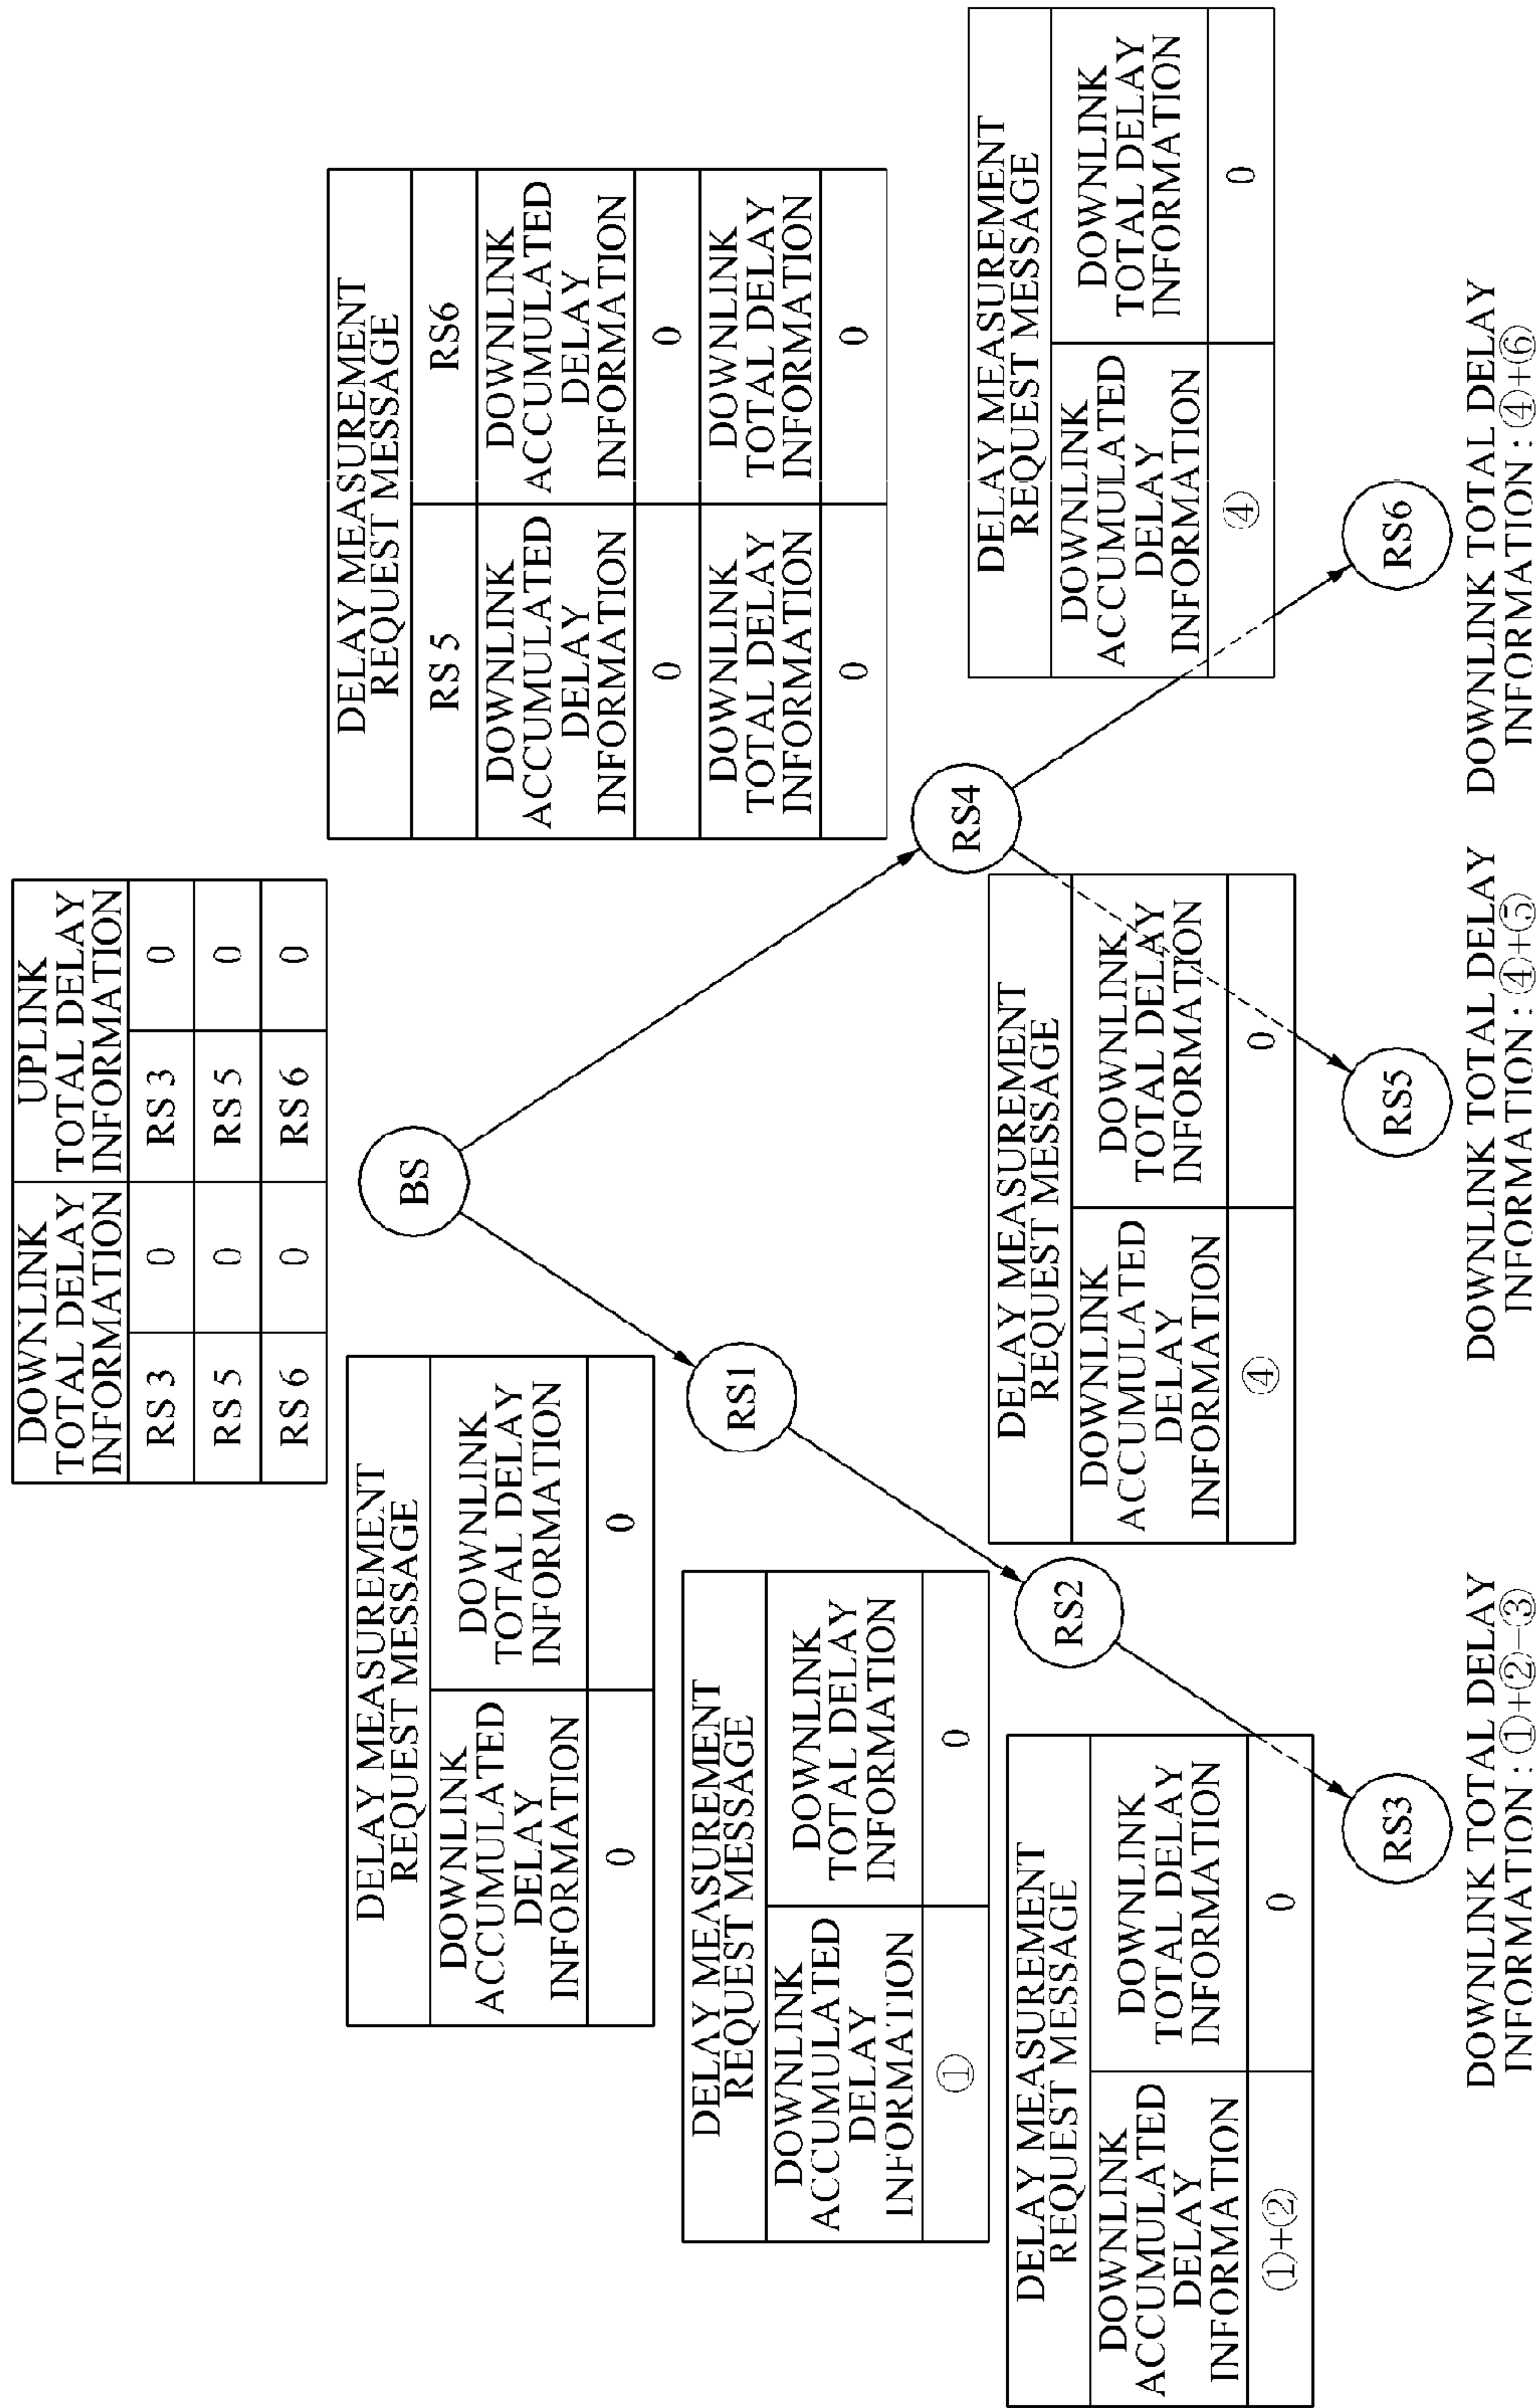 DOWNLINK
TOTAL DELAY
INFORMATION
UPLINK
TOTAL DELAY
INFORMATION
RS 3 0 RS 3 0
RS 5 0 RS 5 0
RS 6 0 RS 6 0
BS
DELAY MEASUREMENT
REQUEST MESSAGE
DOWNLINK
ACCUMULATED
DELAY
INFORMATION
DOWNLINK
TOTAL DELAY
INFORMATION
0 0
DELAY MEASUREMENT
REQUEST MESSAGE
RS 5 RS6
DOWNLINK
ACCUMULATED
DELAY
INFORMATION
DOWNLINK
ACCUMULATED
DELAY
INFORMATION
0 0
DOWNLINK
TOTAL DELAY
INFORMATION
DOWNLINK
TOTAL DELAY
INFORMATION
0 0
RS1
DELAY MEASUREMENT
REQUEST MESSAGE
DOWNLINK
ACCUMULATED
DELAY
INFORMATION
DOWNLINK
TOTAL DELAY
INFORMATION
① 0
RS4
RS2
DELAY MEASUREMENT
REQUEST MESSAGE
DOWNLINK
ACCUMULATED
DELAY
INFORMATION
DOWNLINK
TOTAL DELAY
INFORMATION
①+② 0
DELAY MEASUREMENT
REQUEST MESSAGE
DOWNLINK
ACCUMULATED
DELAY
INFORMATION
DOWNLINK
TOTAL DELAY
INFORMATION
④ 0
DELAY MEASUREMENT
REQUEST MESSAGE
DOWNLINK
ACCUMULATED
DELAY
INFORMATION
DOWNLINK
TOTAL DELAY
INFORMATION
④ 0
RS3
RS5
RS6
DOWNLINK TOTAL DELAY
INFORMATION : ①+②-③
DOWNLINK TOTAL DELAY
INFORMATION : ④+⑤
DOWNLINK TOTAL DELAY
INFORMATION : ④+⑥